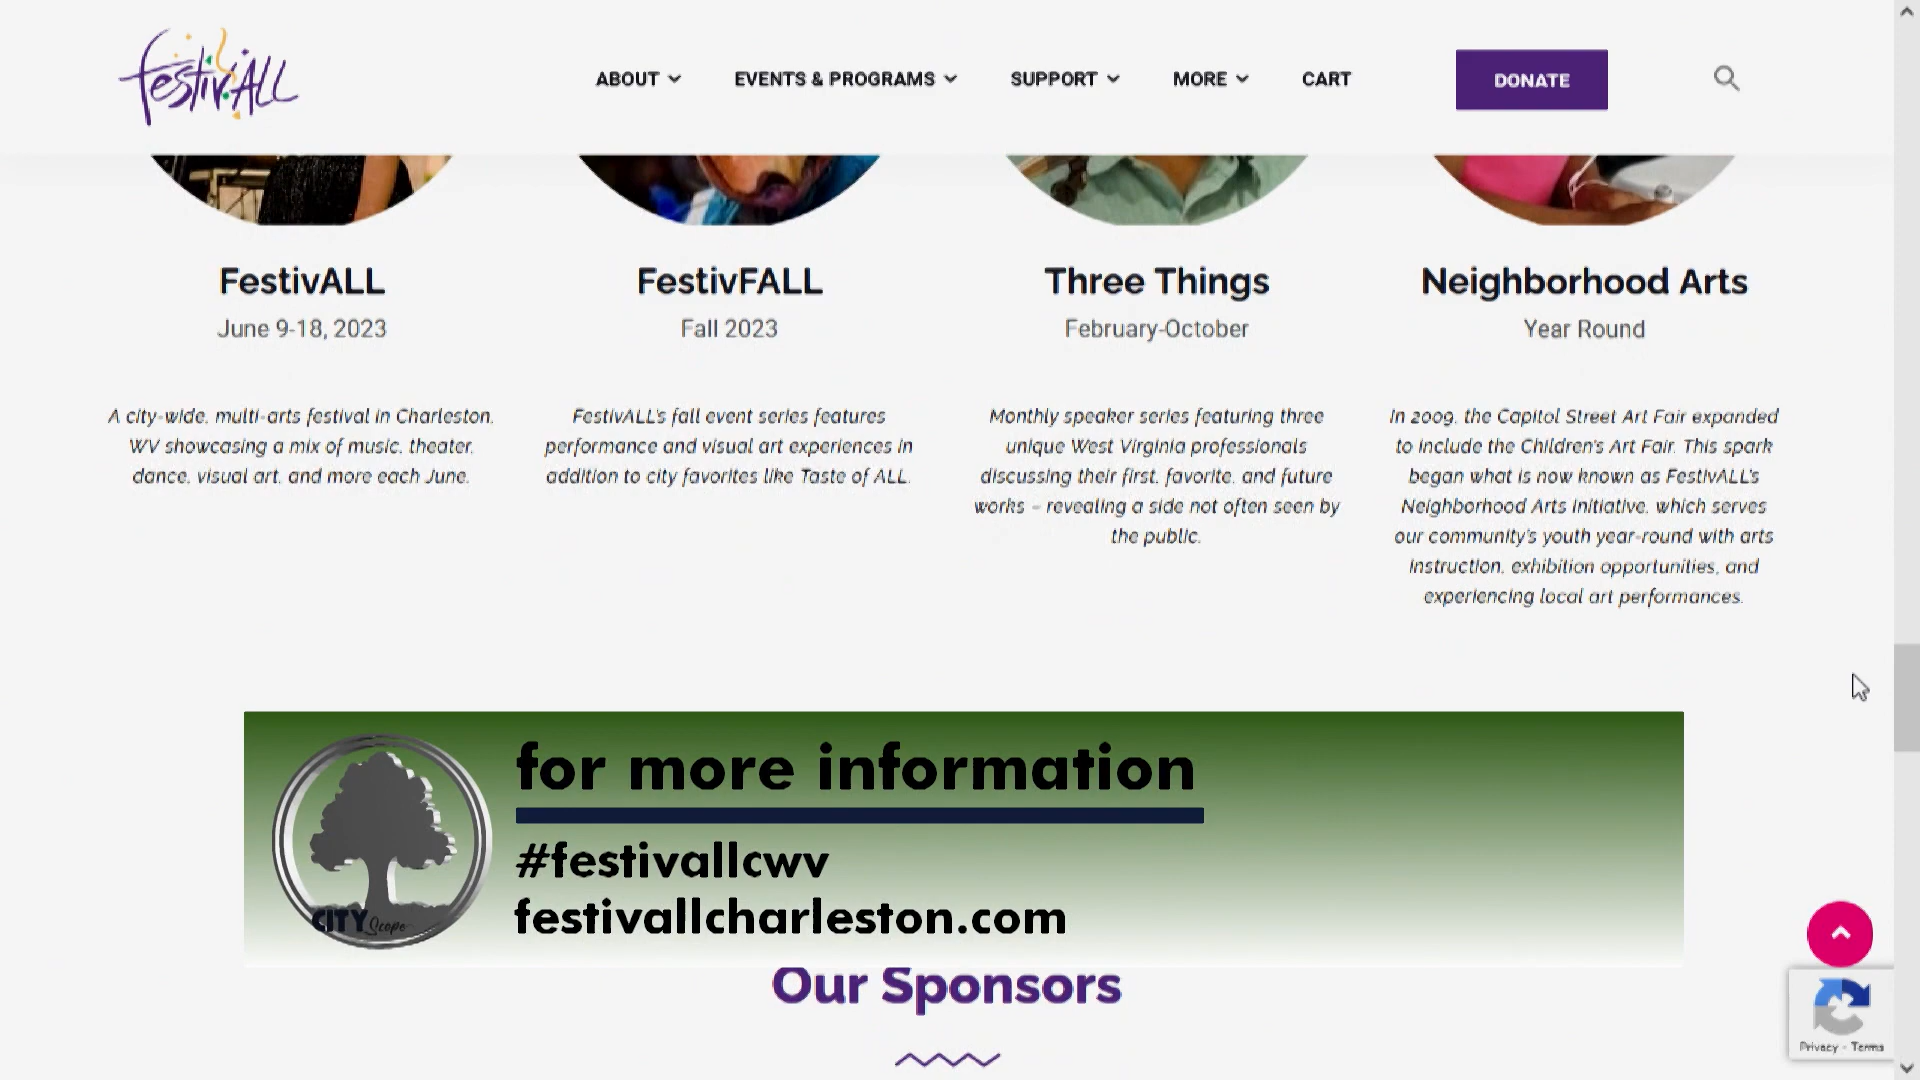 festivALL
ABOUT
EVENTS & PROGRAMS
SUPPORT
MORE
CART
DONATE
FestivALL
June 9-18, 2023
A city-wide, multi-arts festival in Charleston,
WV showcasing a mix of music, theater,
dance, visual art, and more each June.
FestivFALL
Fall 2023
FestivALL's fall event series features
performance and visual art experiences in
addition to city favorites like Taste of ALL.
Three Things
February-October
Monthly speaker series featuring three
unique West Virginia professionals
discussing their first, favorite, and future
works – revealing a side not often seen by
the public.
Neighborhood Arts
Year Round
In 2009, the Capitol Street Art Fair expanded
to include the Children's Art Fair. This spark
began what is now known as FestivALL's
Neighborhood Arts Initiative, which serves
our community's youth year-round with arts
instruction, exhibition opportunities, and
experiencing local art performances.
CITY Scope
for more information
#festivallcwv
festivallcharleston.com
Our Sponsors
Privacy - Terms